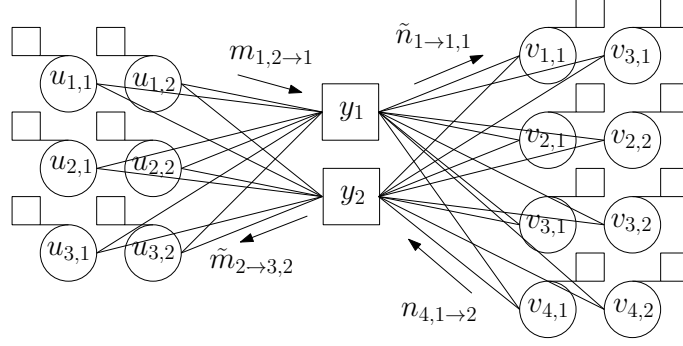 m_{1,2→1}
ñ_{1→1,1}
u_{1,1} u_{1,2} y_1 v_{1,1} v_{3,1}
u_{2,1} u_{2,2} v_{2,1} v_{2,2}
y_2
u_{3,1} u_{3,2} v_{3,1} v_{3,2}
m̃_{2→3,2}
n_{4,1→2}
v_{4,1} v_{4,2}